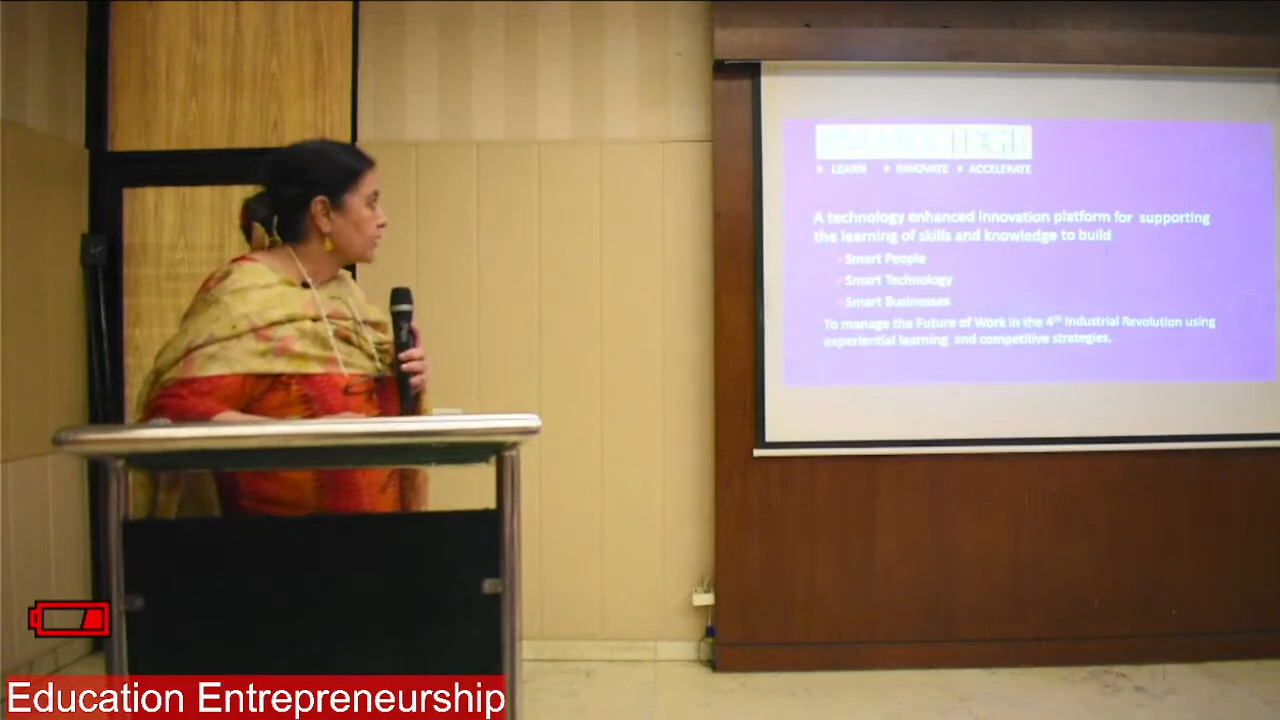 EDGE
LEARN INNOVATE ACCELERATE
A technology enhanced innovation platform for supporting
the learning of skills and knowledge to build
Smart People
Smart Technology
Smart Businesses
To manage the Future of Work in the 4th Industrial Revolution using
experiential learning and competitive strategies.
Education Entrepreneurship